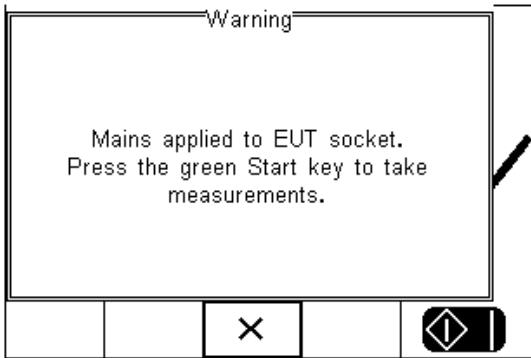 Warning
Mains applied to EUT socket.
Press the green Start key to take
measurements.